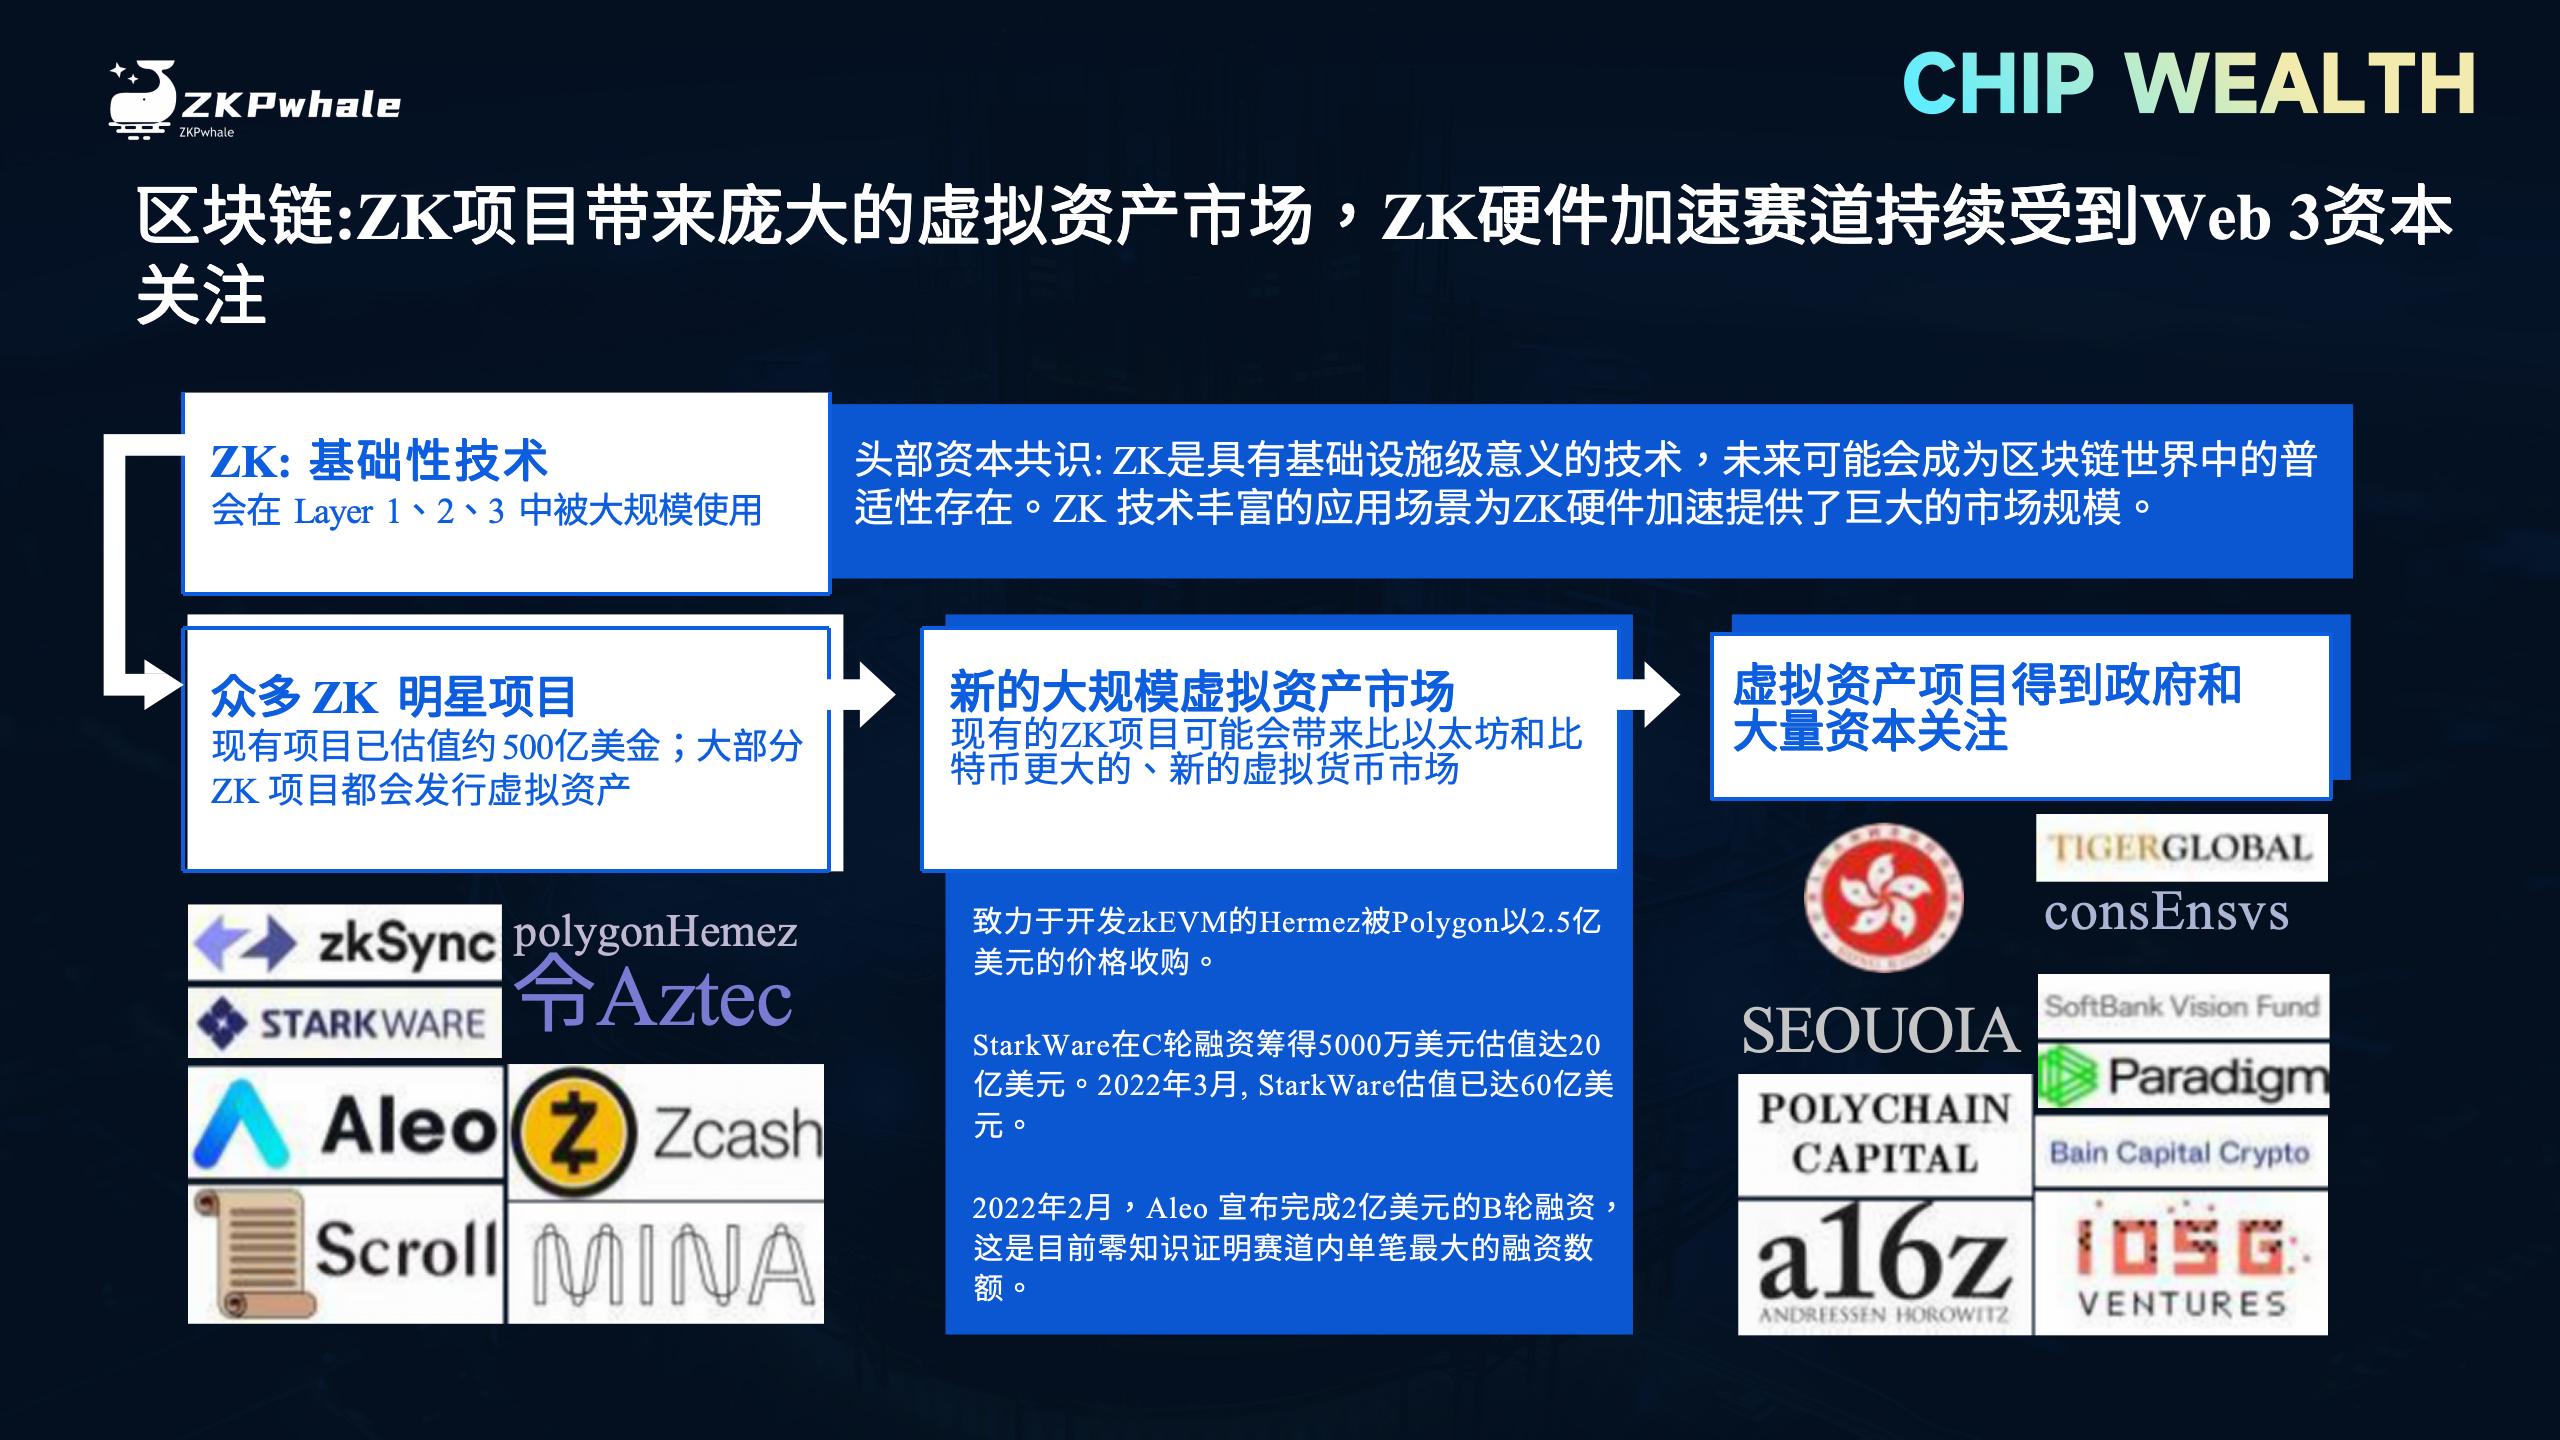 ZKPwhale
ZKPwhale
CHIP WEALTH
区块链:ZK项目带来庞大的虚拟资产市场，ZK硬件加速赛道持续受到Web 3资本
关注
ZK: 基础性技术
会在 Layer 1、2、3 中被大规模使用
头部资本共识: ZK是具有基础设施级意义的技术，未来可能会成为区块链世界中的普
适性存在。ZK 技术丰富的应用场景为ZK硬件加速提供了巨大的市场规模。
众多 ZK 明星项目
现有项目已估值约 500亿美金；大部分
ZK 项目都会发行虚拟资产
zkSync
polygonHemez
STARKWARE
令Aztec
Aleo
Zcash
Scroll
MINA
新的大规模虚拟资产市场
现有的ZK项目可能会带来比以太坊和比
特币更大的、新的虚拟货币市场
致力于开发zkEVM的Hermez被Polygon以2.5亿
美元的价格收购。
StarkWare在C轮融资筹得5000万美元估值达20
亿美元。2022年3月, StarkWare估值已达60亿美
元。
2022年2月，Aleo 宣布完成2亿美元的B轮融资，
这是目前零知识证明赛道内单笔最大的融资数
额。
虚拟资产项目得到政府和
大量资本关注
TIGERGLOBAL
consEnsvs
SEOUOIA
SoftBank Vision Fund
Paradigm
POLYCHAIN
CAPITAL
Bain Capital Crypto
a16z
ANDREESSEN HOROWITZ
IOSG
VENTURES